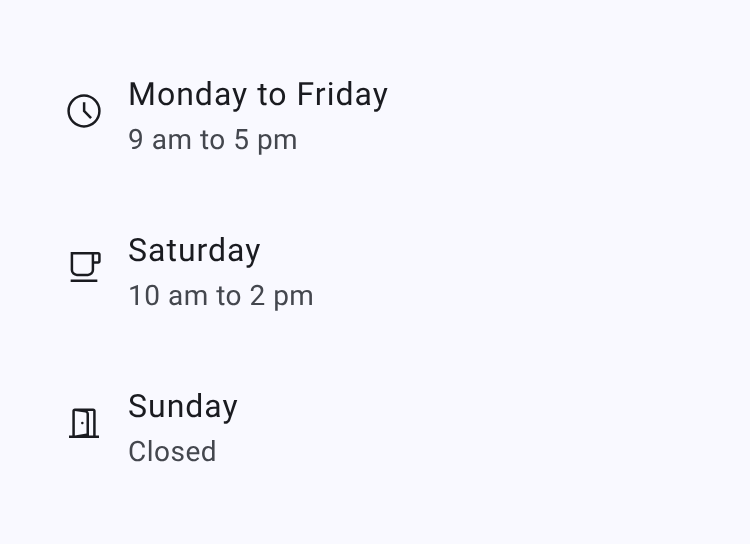 Monday to Friday
9 am to 5 pm
Saturday
10 am to 2 pm
Sunday
Closed